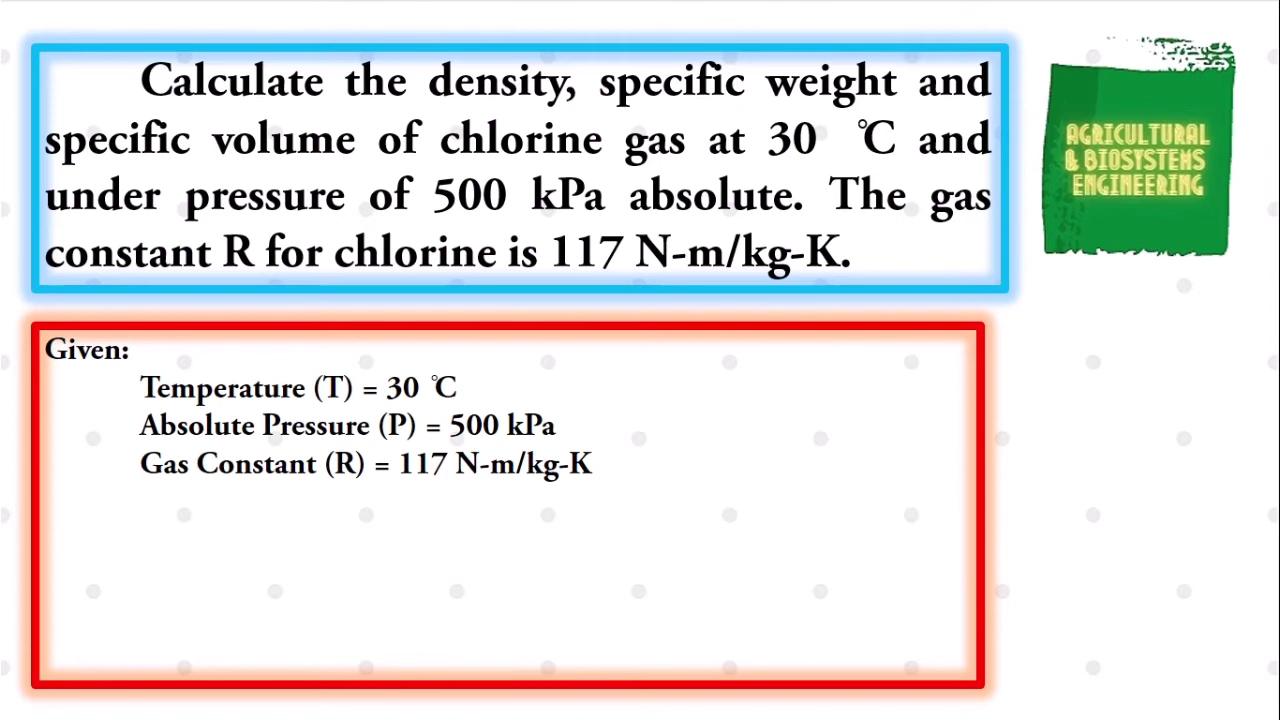 Calculate the density, specific weight and
specific volume of chlorine gas at 30 ℃ and
under pressure of 500 kPa absolute. The gas
constant R for chlorine is 117 N-m/kg-K.
AGRICULTURAL
& BIOSYSTEMS
ENGINEERING
Given:
Temperature (T) = 30 ℃
Absolute Pressure (P) = 500 kPa
Gas Constant (R) = 117 N-m/kg-K